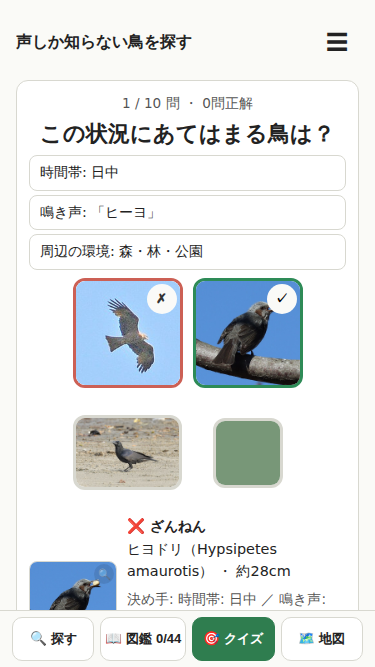 声しか知らない鳥を探す
☰
1 / 10 問 ・ 0問正解
この状況にあてはまる鳥は？
時間帯: 日中
鳴き声: 「ヒーヨ」
周辺の環境: 森・林・公園
✗ ✓
❌ ざんねん
ヒヨドリ（Hypsipetes
amaurotis） ・ 約28cm
決め手: 時間帯: 日中 ／ 鳴き声:
🔍 探す 📖 図鑑 0/44 🎯 クイズ 🗺️ 地図